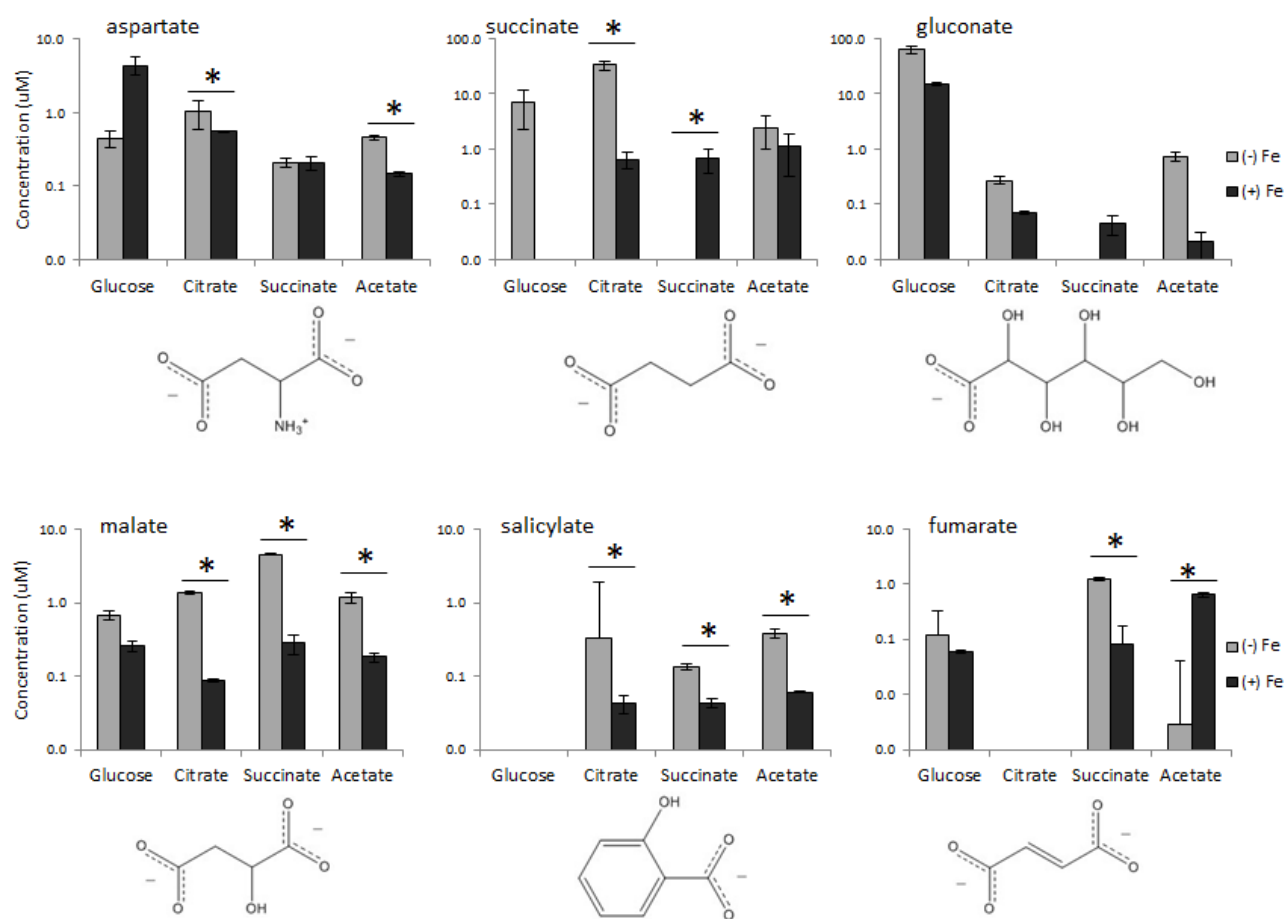 aspartate
succinate
gluconate
Concentration (uM)
10.0
1.0
0.1
0.0
*
*
Glucose Citrate Succinate Acetate
100.0
10.0
1.0
0.1
0.0
*
*
Glucose Citrate Succinate Acetate
100.0
10.0
1.0
0.1
0.0
Glucose Citrate Succinate Acetate
(-) Fe
(+) Fe
O
O
O
O
−
−
NH₃⁺
O
O
O
O
−
−
OH
OH
O
O
−
OH
OH
OH
malate
salicylate
fumarate
Concentration (uM)
10.0
1.0
0.1
0.0
*
*
*
Glucose Citrate Succinate Acetate
10.0
1.0
0.1
0.0
*
*
*
Glucose Citrate Succinate Acetate
10.0
1.0
0.1
0.0
0.0
*
*
Glucose Citrate Succinate Acetate
(-) Fe
(+) Fe
O
O
O
O
−
−
OH
OH
O
O
−
O
O
O
O
−
−